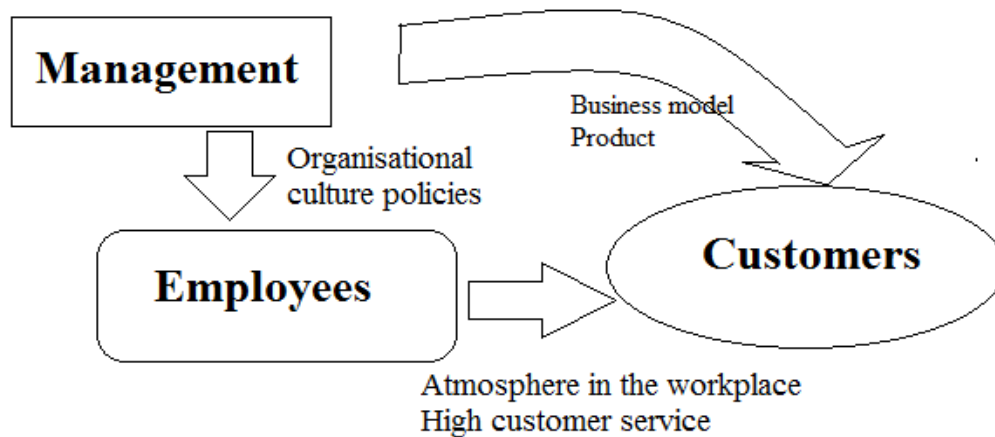 Management
Business model
Product
Organisational
culture policies
Employees
Customers
Atmosphere in the workplace
High customer service